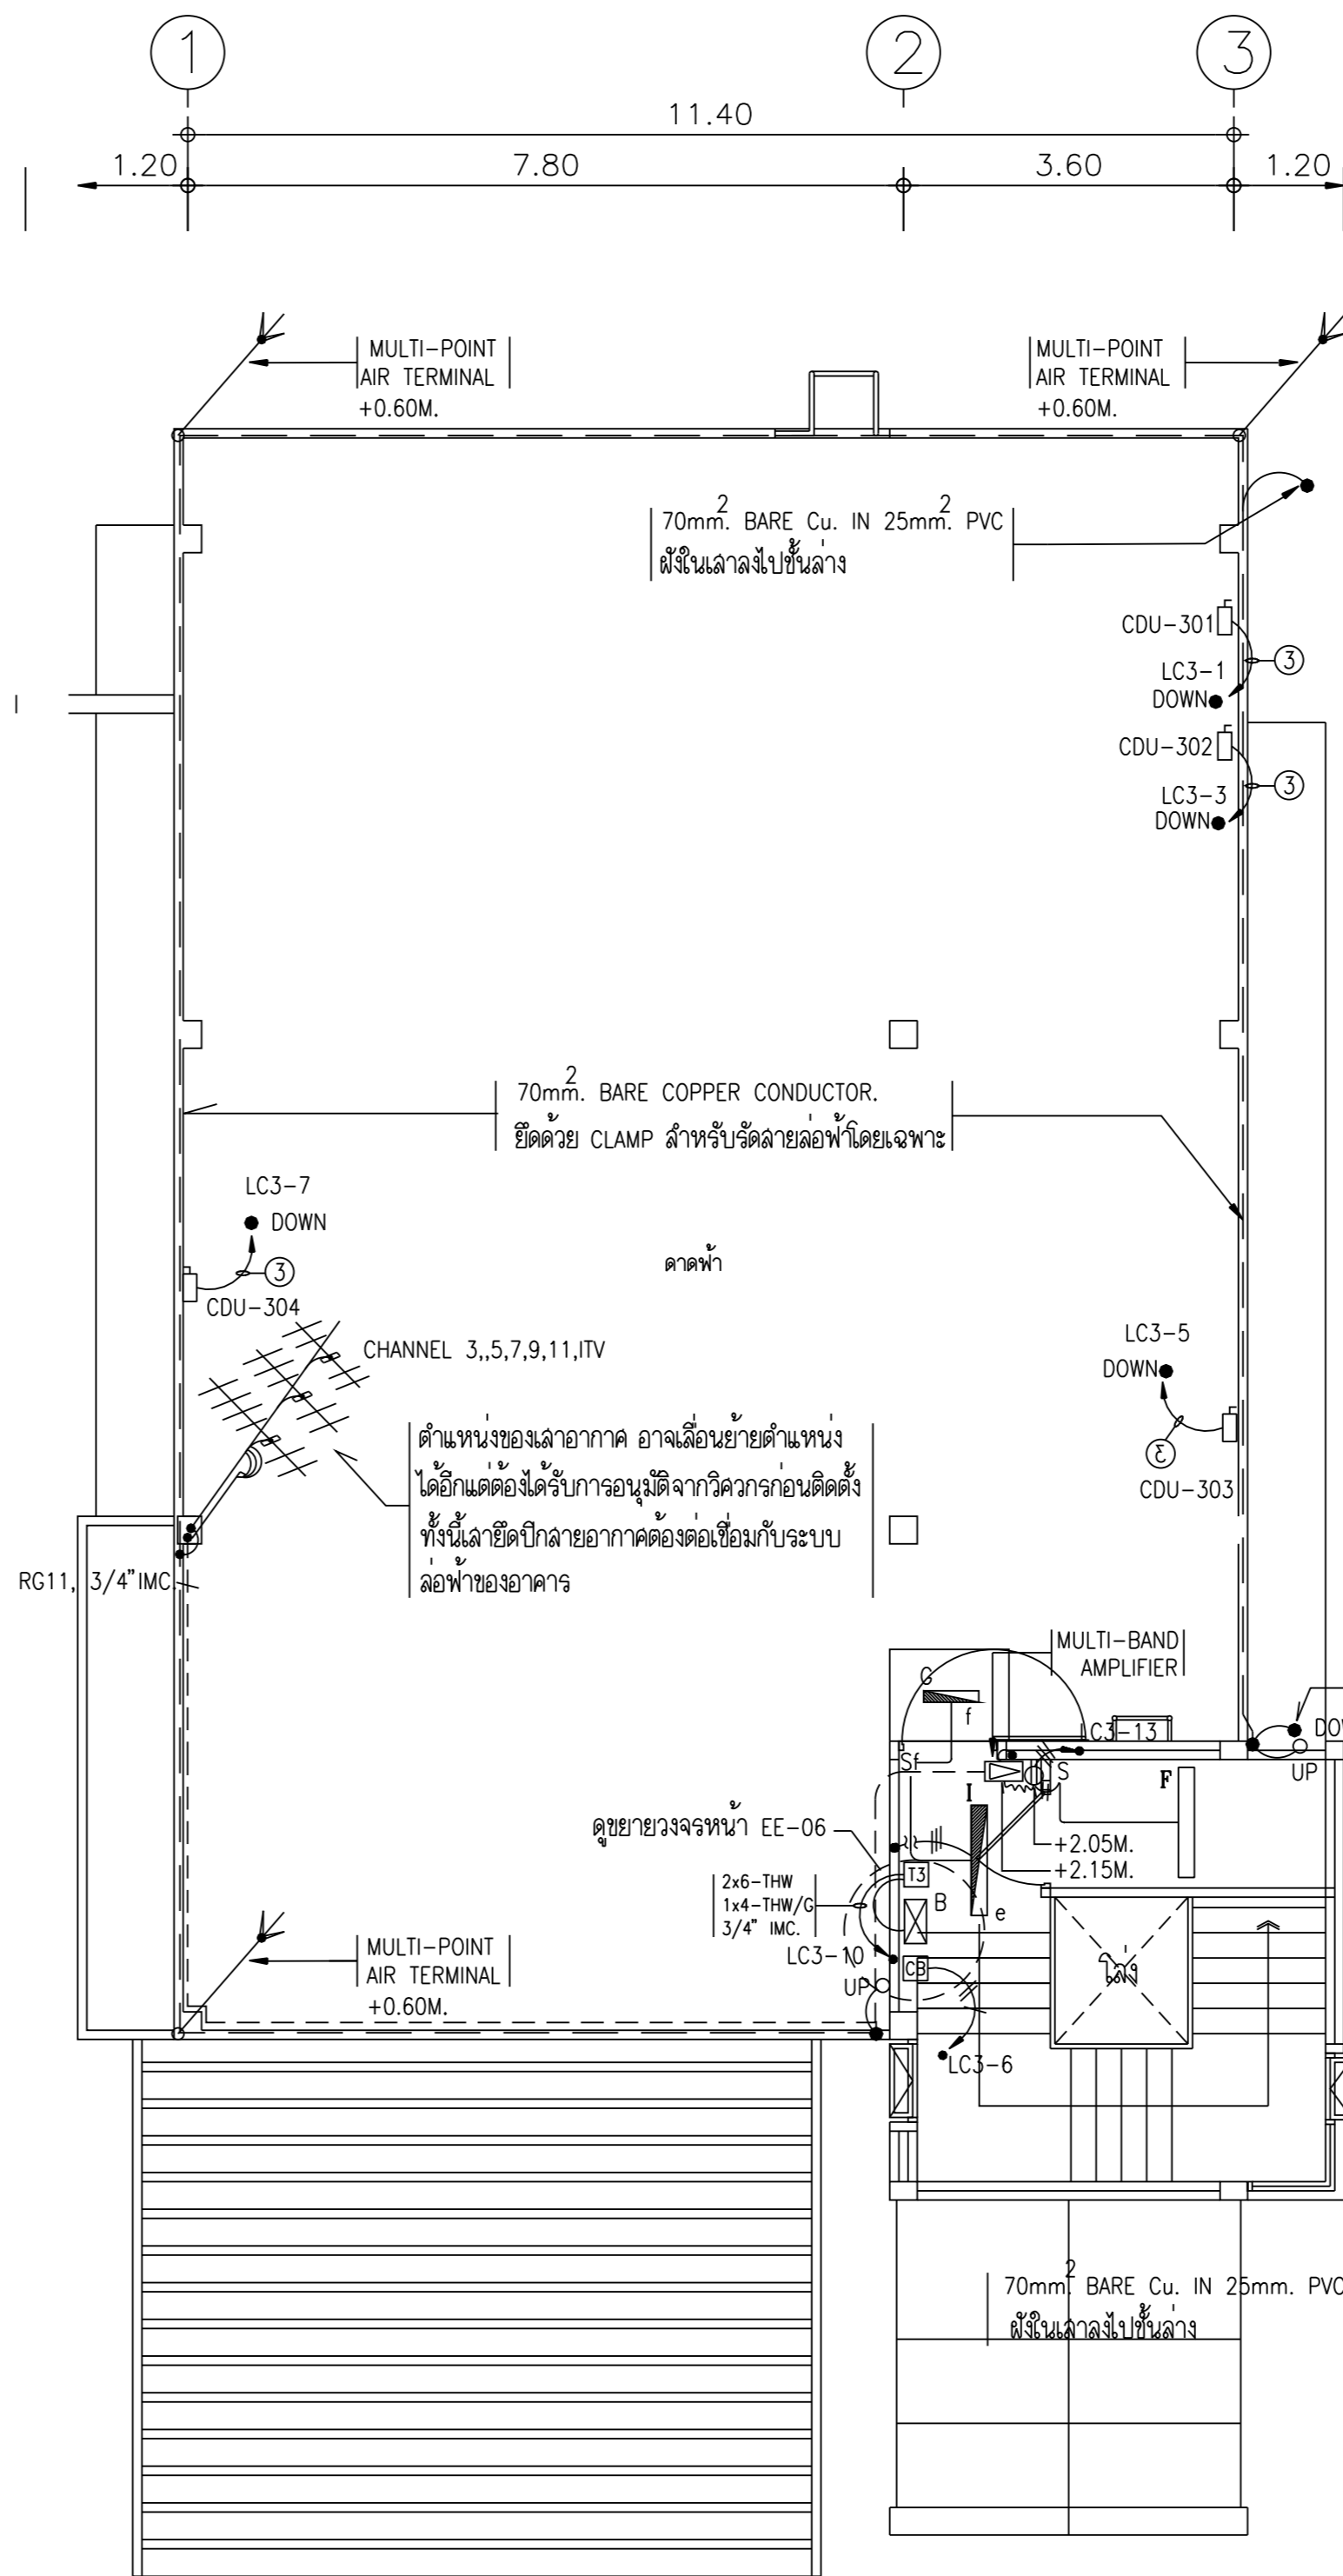 1
2
3
11.40
1.20
7.80
3.60
1.20
MULTI-POINT
AIR TERMINAL
+0.60M.
MULTI-POINT
AIR TERMINAL
+0.60M.
70mm². BARE Cu. IN 25mm². PVC
ฝังในเสาลงไปชั้นล่าง
CDU-301
3
LC3-1
DOWN
CDU-302
3
LC3-3
DOWN
70mm². BARE COPPER CONDUCTOR.
ยึดด้วย CLAMP สำหรับรัดสายล่อฟ้าโดยเฉพาะ
LC3-7
DOWN
3
CDU-304
ดาดฟ้า
CHANNEL 3,,5,7,9,11,ITV
LC3-5
DOWN
3
CDU-303
ตำแหน่งของเสาอากาศ อาจเลื่อนย้ายตำแหน่ง
ได้อีกแต่ต้องได้รับการอนุมัติจากวิศวกรก่อนติดตั้ง
ทั้งนี้เสายึดปีกสายอากาศต้องต่อเชื่อมกับระบบ
ล่อฟ้าของอาคาร
RG11, 3/4"IMC.
MULTI-BAND
AMPLIFIER
G
f
C3-13
DO
UP
Sf
S
I
F
ดูขยายวงจรหน้า EE-06
+2.05M.
+2.15M.
2x6-THW
1x4-THW/G
3/4" IMC.
T3
B
e
LC3-10
CB
UP
โล่ง
MULTI-POINT
AIR TERMINAL
+0.60M.
LC3-6
70mm². BARE Cu. IN 25mm. PVC
ฝังในเสาลงไปชั้นล่าง